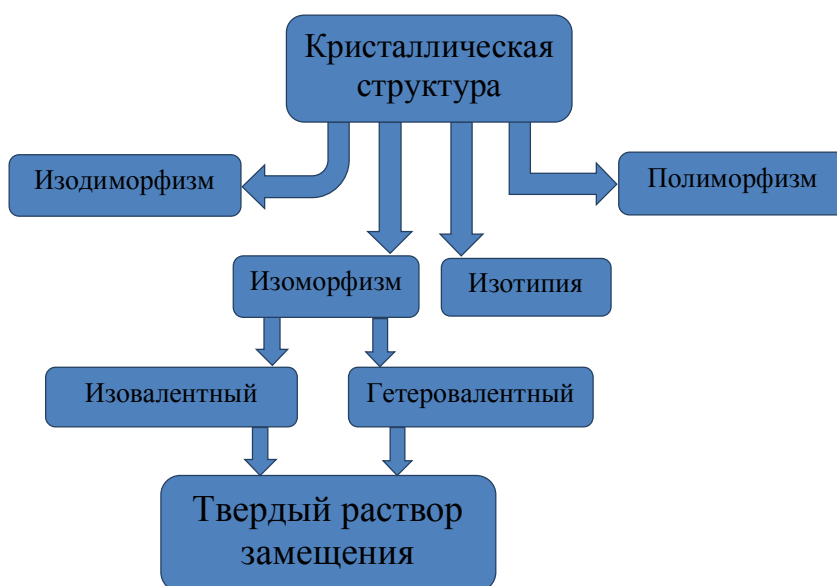 Кристаллическая
структура
Изодиморфизм
Полиморфизм
Изоморфизм
Изотипия
Изовалентный
Гетеровалентный
Твердый раствор
замещения